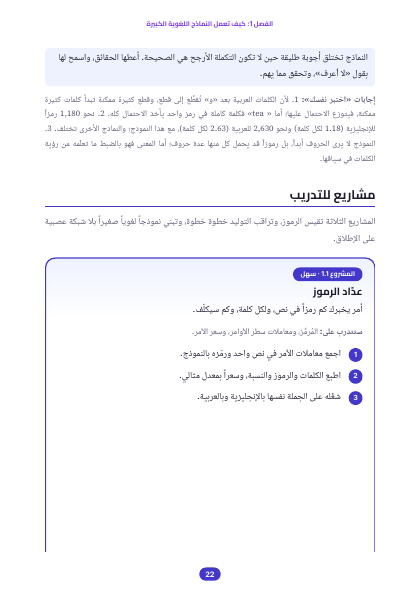 الفصل 1: كيف تعمل النماذج اللغوية الكبيرة
النماذج تختلق أجوبة طليقة حين لا تكون التكملة الأرجح هي الصحيحة. أعطها الحقائق، واسمح لها
بقول «لا أعرف»، وتحقق مما يهم.
إجابات «اختبر نفسك»: 1. لأن الكلمات العربية بعد «و» تُقطَّع إلى قطع، وقطع كثيرة ممكنة تبدأ كلمات كثيرة
ممكنة، فيتوزع الاحتمال عليها؛ أما « tea» فكلمة كاملة في رمز واحد يأخذ الاحتمال كله. 2. نحو 1,180 رمزاً
للإنجليزية (1.18 لكل كلمة) ونحو 2,630 للعربية (2.63 لكل كلمة)، مع هذا النموذج؛ والنماذج الأخرى تختلف. 3.
النموذج لا يرى الحروف أبداً، بل رموزاً قد يحمل كل منها عدة حروف؛ أما المعنى فهو بالضبط ما تعلّمه من رؤية
الكلمات في سياقها.
مشاريع للتدريب
المشاريع الثلاثة تقيس الرموز، وتراقب التوليد خطوة خطوة، وتبني نموذجاً لغوياً صغيراً بلا شبكة عصبية
على الإطلاق.
المشروع 1.1 · سهل
عدّاد الرموز
أمر يخبرك كم رمزاً في نص، ولكل كلمة، وكم سيكلّف.
ستتدرب على: المُرمِّز، ومعاملات سطر الأوامر، وسعر الأمر.
1 اجمع معاملات الأمر في نص واحد ورمّزه بالنموذج.
2 اطبع الكلمات والرموز والنسبة، وسعراً بمعدل مثالي.
3 شغّله على الجملة نفسها بالإنجليزية وبالعربية.
22